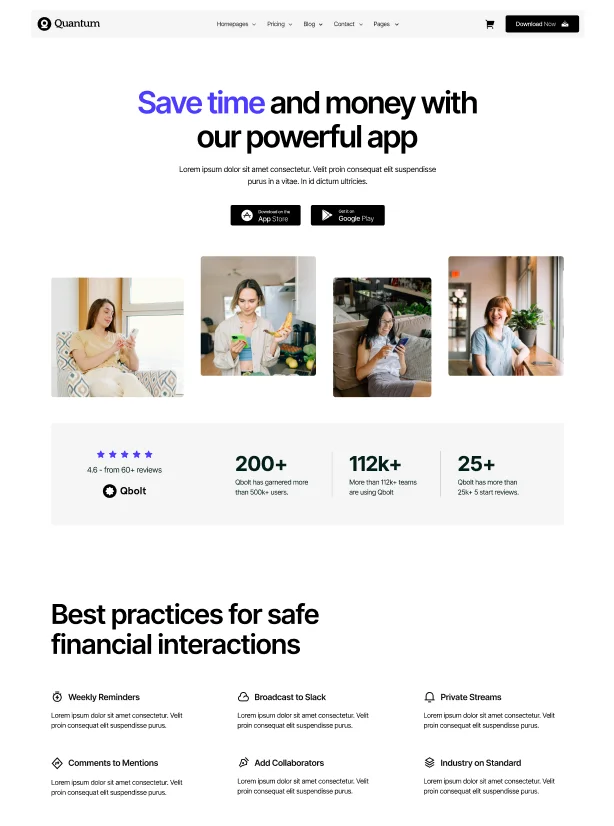 Quantum
Homepages
Pricing
Blog
Contact
Pages
Download Now
Save time and money with
our powerful app
Lorem ipsum dolor sit amet consectetur. Velit proin consequat elit suspendisse
purus in a vitae. In id dictum ultricies.
Download on the
App Store
Get it on
Google Play
4.6 - from 60+ reviews
Qbolt
200+
Qbolt has garnered more
than 500k+ users.
112k+
More than 112k+ teams
are using Qbolt
25+
Qbolt has more than
25k+ 5 start reviews.
Best practices for safe
financial interactions
Weekly Reminders
Lorem ipsum dolor sit amet consectetur. Velit
proin consequat elit suspendisse purus.
Broadcast to Slack
Lorem ipsum dolor sit amet consectetur. Velit
proin consequat elit suspendisse purus.
Private Streams
Lorem ipsum dolor sit amet consectetur. Velit
proin consequat elit suspendisse purus.
Comments to Mentions
Lorem ipsum dolor sit amet consectetur. Velit
proin consequat elit suspendisse purus.
Add Collaborators
Lorem ipsum dolor sit amet consectetur. Velit
proin consequat elit suspendisse purus.
Industry on Standard
Lorem ipsum dolor sit amet consectetur. Velit
proin consequat elit suspendisse purus.